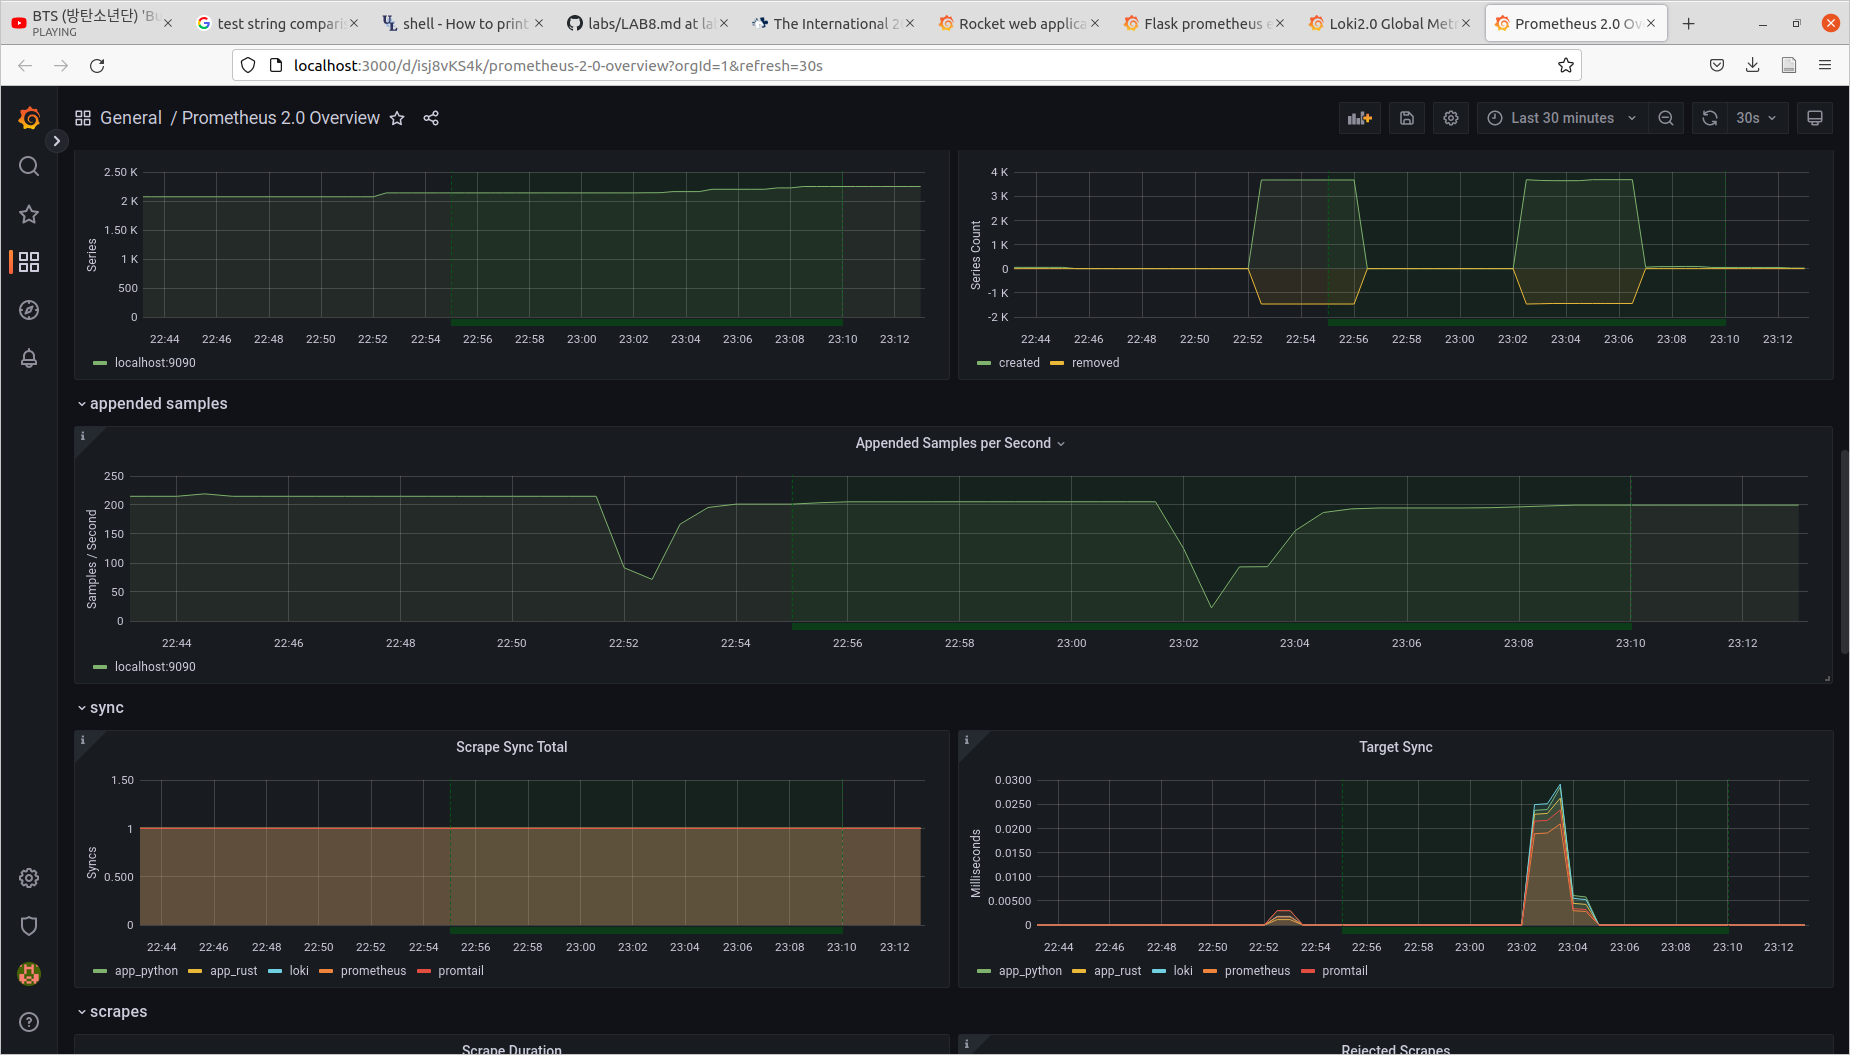 BTS (방탄소년단) 'Bu
PLAYING
test string comparis
shell - How to print
labs/LAB8.md at la
The International 2
Rocket web applica
Flask prometheus e
Loki2.0 Global Metr
Prometheus 2.0 Ov
localhost:3000/d/isj8vKS4k/prometheus-2-0-overview?orgId=1&refresh=30s
General / Prometheus 2.0 Overview
Last 30 minutes
30s
Series
2.50 K
2 K
1.50 K
1 K
500
0
22:44 22:46 22:48 22:50 22:52 22:54 22:56 22:58 23:00 23:02 23:04 23:06 23:08 23:10 23:12
localhost:9090
Series Count
4 K
3 K
2 K
1 K
0
-1 K
-2 K
22:44 22:46 22:48 22:50 22:52 22:54 22:56 22:58 23:00 23:02 23:04 23:06 23:08 23:10 23:12
created removed
appended samples
Appended Samples per Second
Samples / Second
250
200
150
100
50
0
22:44 22:46 22:48 22:50 22:52 22:54 22:56 22:58 23:00 23:02 23:04 23:06 23:08 23:10 23:12
localhost:9090
sync
Scrape Sync Total
Syncs
1.50
1
0.500
0
22:44 22:46 22:48 22:50 22:52 22:54 22:56 22:58 23:00 23:02 23:04 23:06 23:08 23:10 23:12
app_python app_rust loki prometheus promtail
Target Sync
Milliseconds
0.0300
0.0250
0.0200
0.0150
0.0100
0.00500
0
22:44 22:46 22:48 22:50 22:52 22:54 22:56 22:58 23:00 23:02 23:04 23:06 23:08 23:10 23:12
app_python app_rust loki prometheus promtail
scrapes
Scrape Duration
Rejected Scrapes